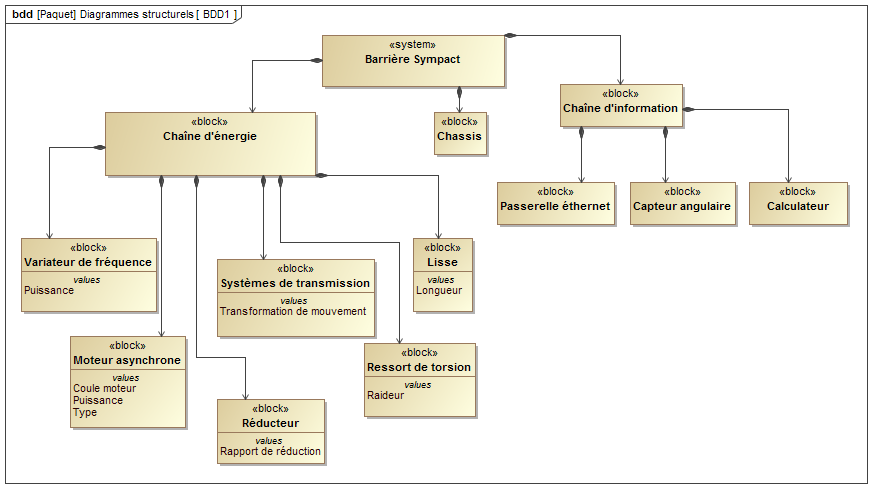 bdd [Paquet] Diagrammes structurels [ BDD1 ]
«system»
Barrière Sympact
«block»
Chaîne d'énergie
«block»
Chassis
«block»
Chaîne d'information
«block»
Passerelle éthernet
«block»
Capteur angulaire
«block»
Calculateur
«block»
Variateur de fréquence
values
Puissance
«block»
Systèmes de transmission
values
Transformation de mouvement
«block»
Lisse
values
Longueur
«block»
Moteur asynchrone
values
Coule moteur
Puissance
Type
«block»
Réducteur
values
Rapport de réduction
«block»
Ressort de torsion
values
Raideur